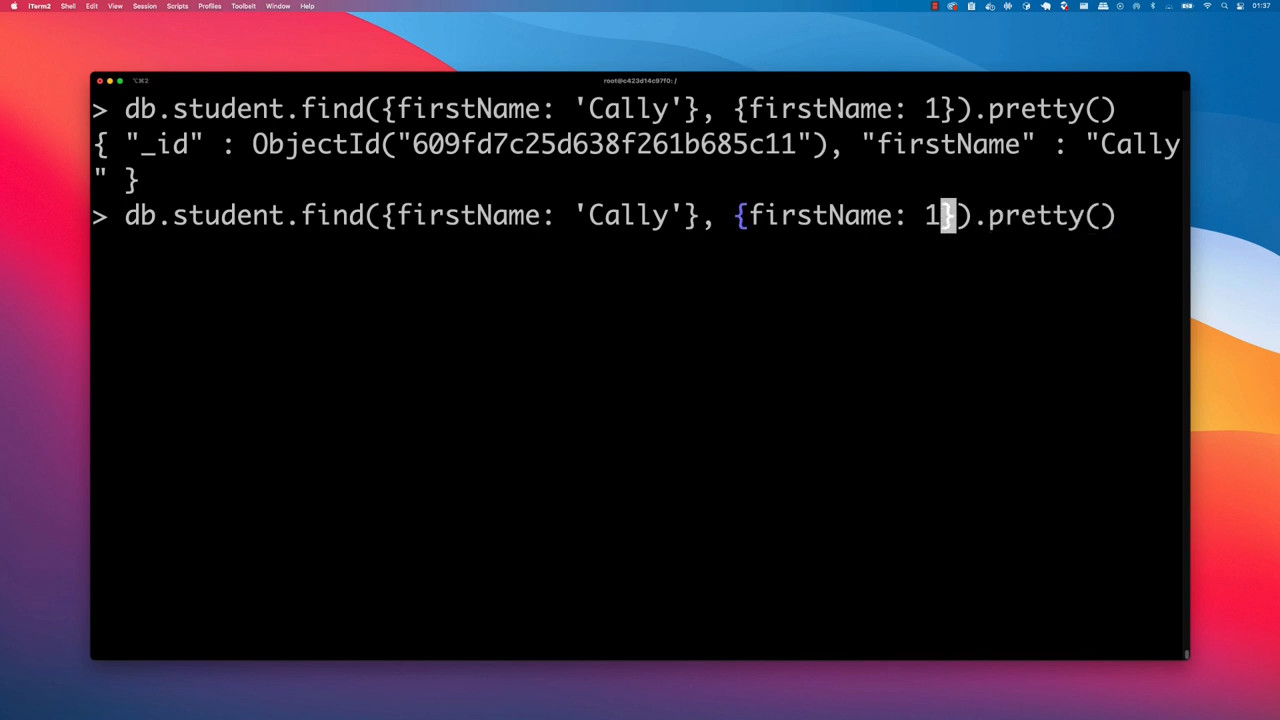 iTerm2 Shell Edit View Session Scripts Profiles Toolbelt Window Help 01:37
⌥⌘2 root@c423d14c97f0: /
> db.student.find({firstName: 'Cally'}, {firstName: 1}).pretty()
{ "_id" : ObjectId("609fd7c25d638f261b685c11"), "firstName" : "Cally
" }
> db.student.find({firstName: 'Cally'}, {firstName: 1}).pretty()